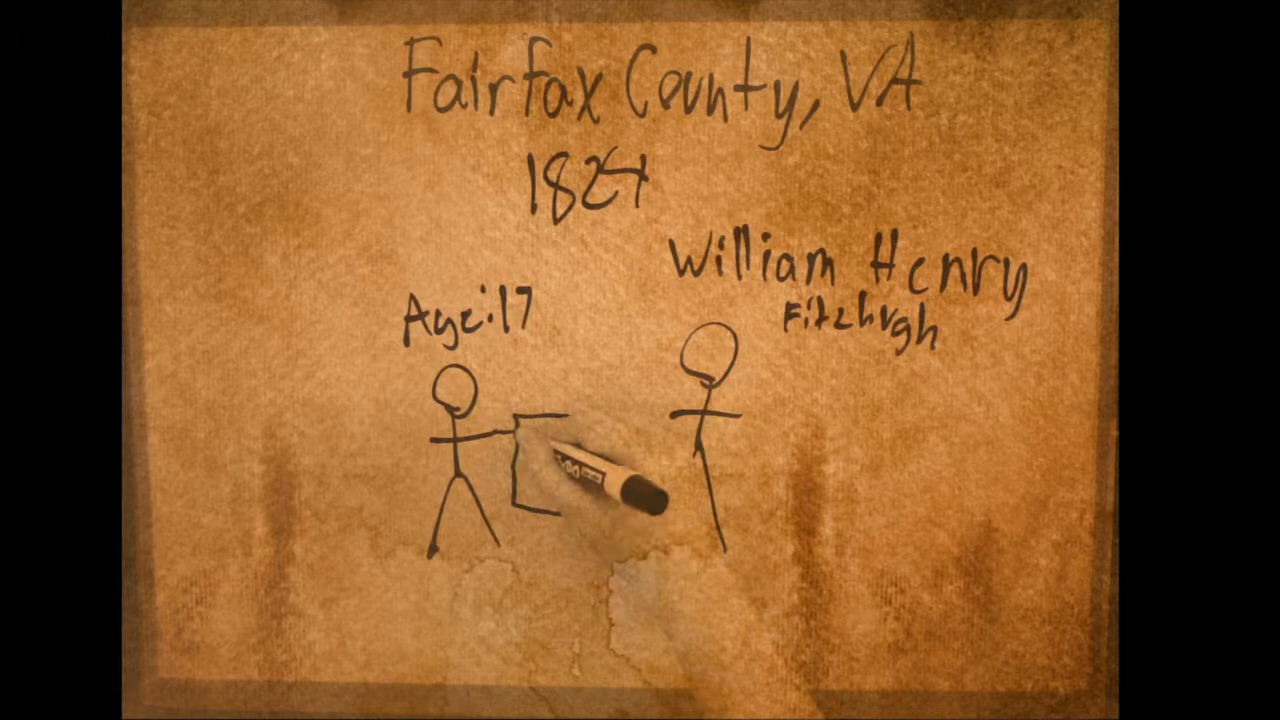 Fairfax County, VA
1824
William Henry
Fitzhugh
Age:17